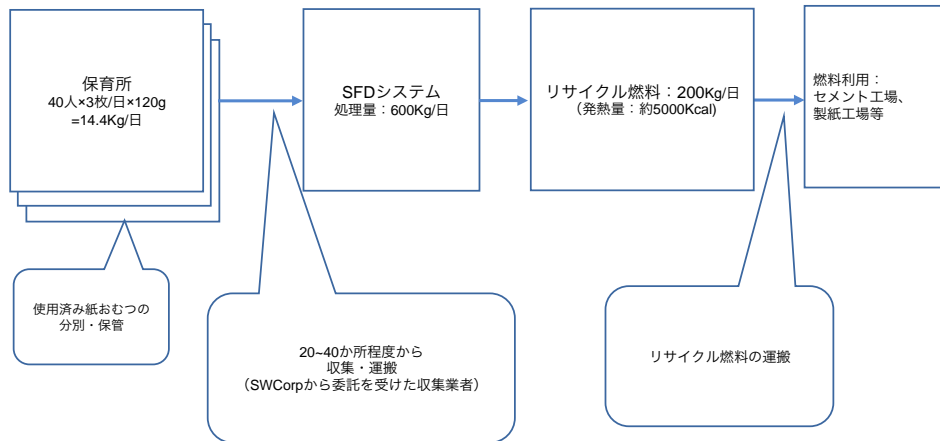 保育所
40人×3枚/日×120g
=14.4Kg/日
SFDシステム
処理量：600Kg/日
リサイクル燃料：200Kg/日
（発熱量：約5000Kcal)
燃料利用：
セメント工場、
製紙工場等
使用済み紙おむつの
分別・保管
20~40か所程度から
収集・運搬
（SWCorpから委託を受けた収集業者）
リサイクル燃料の運搬